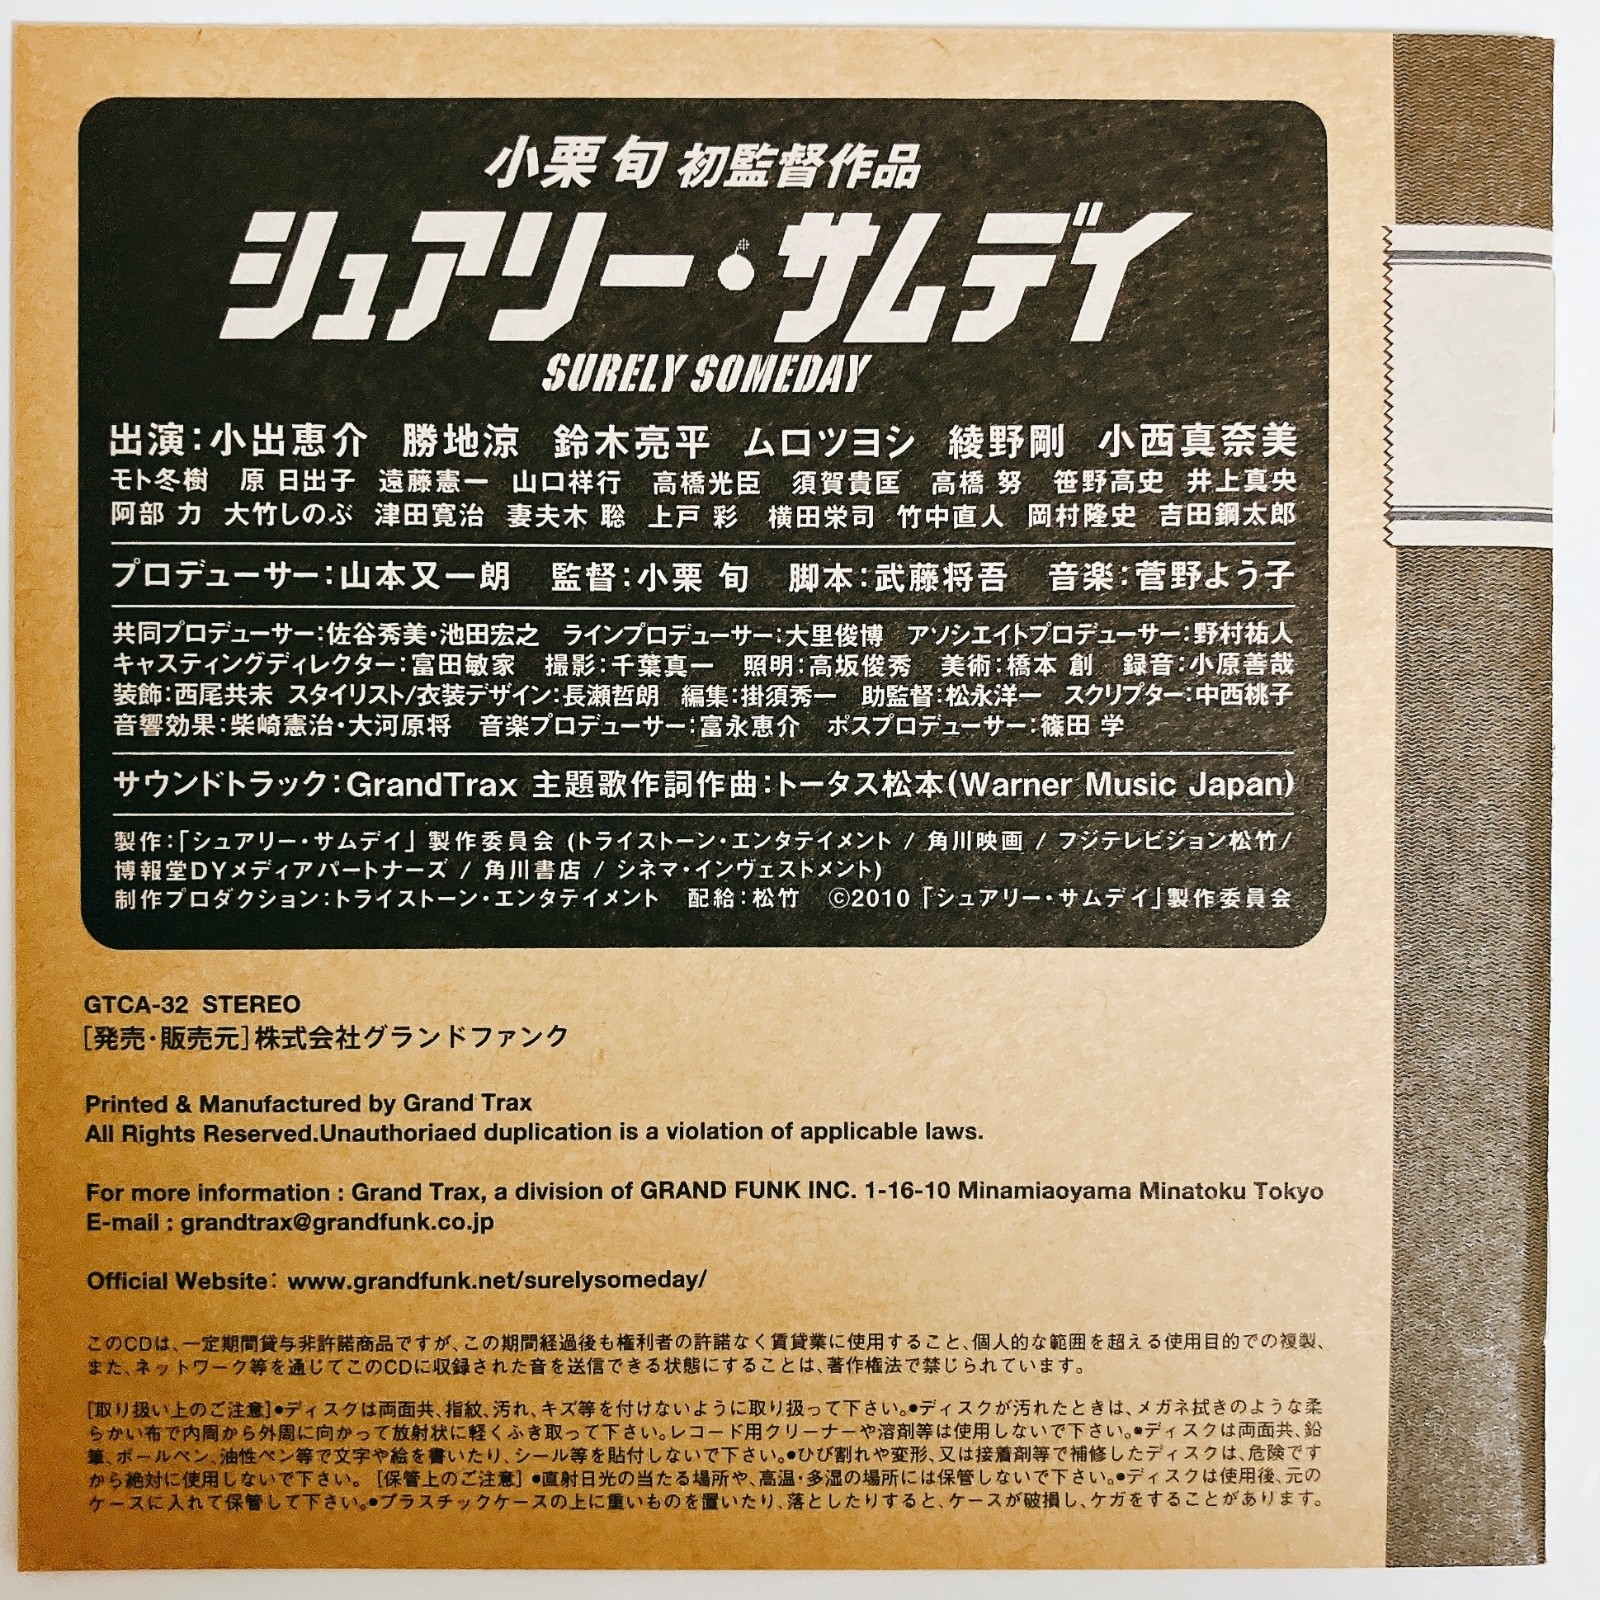 小栗 旬 初監督作品
シュアリー・サムデイ
SURELY SOMEDAY
出演：小出恵介　勝地涼　鈴木亮平　ムロツヨシ　綾野剛　小西真奈美
モト冬樹　原 日出子　遠藤憲一　山口祥行　高橋光臣　須賀貴匡　高橋 努　笹野高史　井上真央
阿部 力　大竹しのぶ　津田寛治　妻夫木 聡　上戸 彩　横田栄司　竹中直人　岡村隆史　吉田鋼太郎
プロデューサー：山本又一朗　監督：小栗 旬　脚本：武藤将吾　音楽：菅野よう子
共同プロデューサー：佐谷秀美・池田宏之　ラインプロデューサー：大里俊博　アソシエイトプロデューサー：野村祐人
キャスティングディレクター：富田敏家　撮影：千葉真一　照明：高坂俊秀　美術：橋本 創　録音：小原善哉
装飾：西尾共未　スタイリスト/衣装デザイン：長瀬哲朗　編集：掛須秀一　助監督：松永洋一　スクリプター：中西桃子
音響効果：柴崎憲治・大河原将　音楽プロデューサー：富永恵介　ポスプロデューサー：篠田 学
サウンドトラック：GrandTrax 主題歌作詞作曲：トータス松本(Warner Music Japan)
製作：「シュアリー・サムデイ」製作委員会 (トライストーン・エンタテイメント / 角川映画 / フジテレビジョン松竹/
博報堂DYメディアパートナーズ / 角川書店 / シネマ・インヴェストメント)
制作プロダクション：トライストーン・エンタテイメント　配給：松竹　©2010「シュアリー・サムデイ」製作委員会
GTCA-32 STEREO
[発売・販売元]株式会社グランドファンク
Printed & Manufactured by Grand Trax
All Rights Reserved.Unauthoriaed duplication is a violation of applicable laws.
For more information : Grand Trax, a division of GRAND FUNK INC. 1-16-10 Minamiaoyama Minatoku Tokyo
E-mail : grandtrax@grandfunk.co.jp
Official Website: www.grandfunk.net/surelysomeday/
このCDは、一定期間貸与非許諾商品ですが、この期間経過後も権利者の許諾なく賃貸業に使用すること、個人的な範囲を超える使用目的での複製、
また、ネットワーク等を通じてこのCDに収録された音を送信できる状態にすることは、著作権法で禁じられています。
[取り扱い上のご注意]●ディスクは両面共、指紋、汚れ、キズ等を付けないように取り扱って下さい。●ディスクが汚れたときは、メガネ拭きのような柔
らかい布で内周から外周に向かって放射状に軽くふき取って下さい。レコード用クリーナーや溶剤等は使用しないで下さい。●ディスクは両面共、鉛
筆、ボールペン、油性ペン等で文字や絵を書いたり、シール等を貼付しないで下さい。●ひび割れや変形、又は接着剤等で補修したディスクは、危険です
から絶対に使用しないで下さい。 [保管上のご注意] ●直射日光の当たる場所や、高温・多湿の場所には保管しないで下さい。●ディスクは使用後、元の
ケースに入れて保管して下さい。●プラスチックケースの上に重いものを置いたり、落としたりすると、ケースが破損し、ケガをすることがあります。